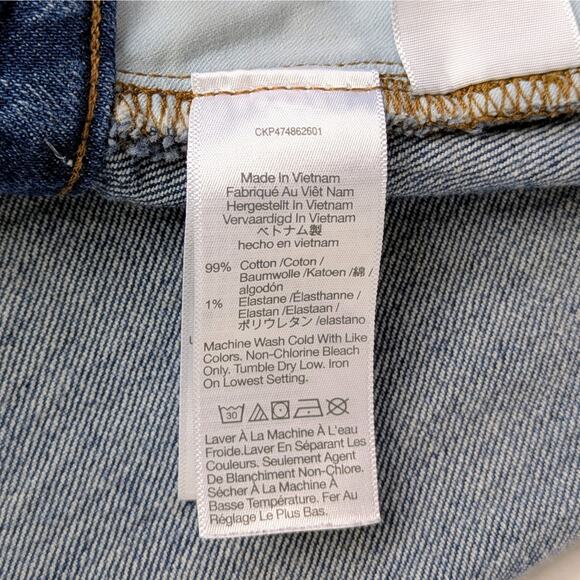 CKP474862601
Made In Vietnam
Fabriqué Au Viêt Nam
Hergestellt In Vietnam
Vervaardigd In Vietnam
ベトナム製
hecho en vietnam
99% Cotton /Coton /
Baumwolle /Katoen /綿 /
algodón
1% Elastane /Élasthanne /
Elastan /Elastaan /
ポリウレタン /elastano
Machine Wash Cold With Like
Colors. Non-Chlorine Bleach
Only. Tumble Dry Low. Iron
On Lowest Setting.
30
Laver À La Machine À L'eau
Froide.Laver En Séparant Les
Couleurs. Seulement Agent
De Blanchiment Non-Chlore.
Sécher À La Machine À
Basse Température. Fer Au
Réglage Le Plus Bas.